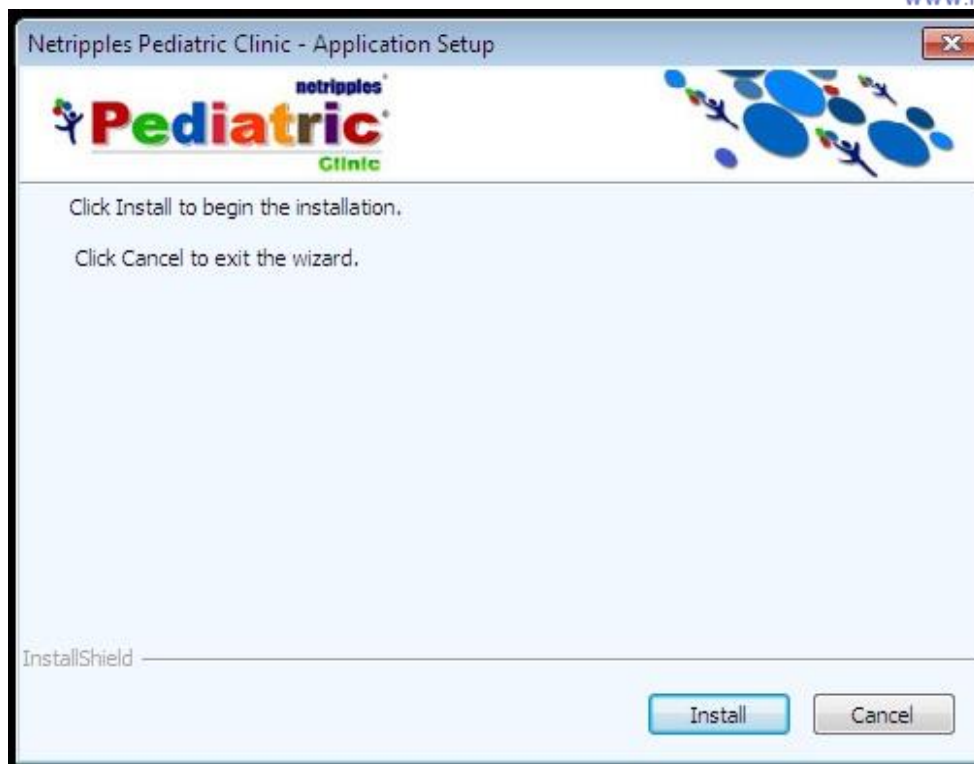 Netripples Pediatric Clinic - Application Setup
netripples
Pediatric
Clinic
Click Install to begin the installation.
Click Cancel to exit the wizard.
InstallShield
Install Cancel